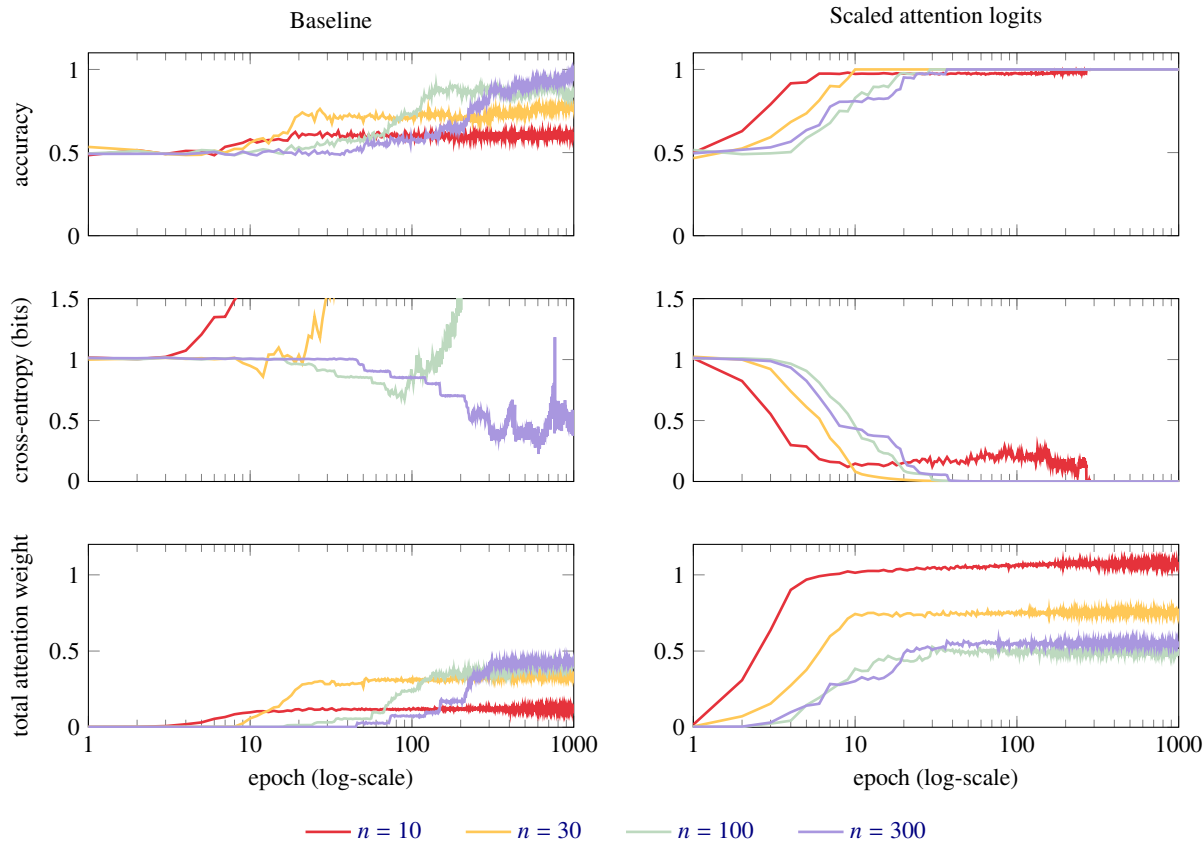 Baseline
Scaled attention logits
1
0.5
0
accuracy
1
0.5
0
1.5
1
0.5
0
cross-entropy (bits)
1.5
1
0.5
0
1
0.5
0
total attention weight
1
0.5
0
1 10 100 1000
1 10 100 1000
epoch (log-scale)
epoch (log-scale)
n = 10 n = 30 n = 100 n = 300